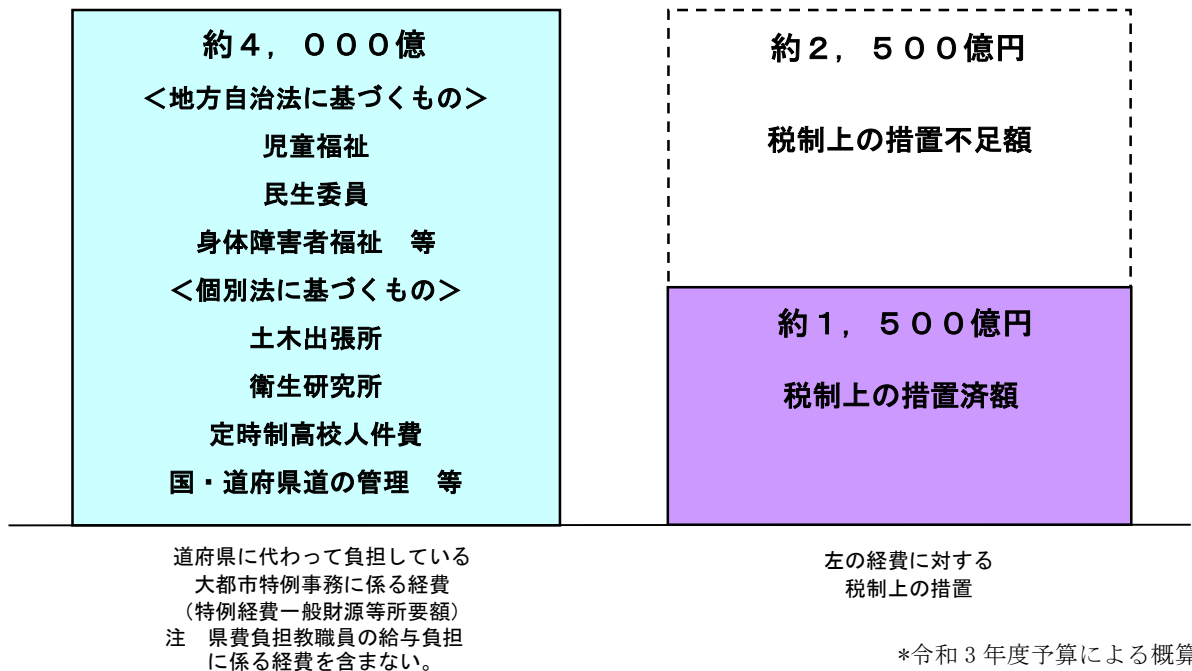 約４，０００億
＜地方自治法に基づくもの＞
児童福祉
民生委員
身体障害者福祉　等
＜個別法に基づくもの＞
土木出張所
衛生研究所
定時制高校人件費
国・道府県道の管理　等
道府県に代わって負担している
大都市特例事務に係る経費
（特例経費一般財源等所要額）
注　県費負担教職員の給与負担
に係る経費を含まない。
約２，５００億円
税制上の措置不足額
約１，５００億円
税制上の措置済額
左の経費に対する
税制上の措置
*令和３年度予算による概算